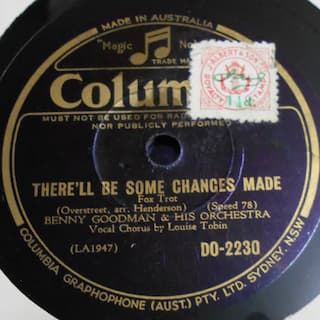 MADE IN AUSTRALIA
"Magic
TRADE MA
Colum
MUST NOT BE USED FOR RA
NOR PUBLICLY PERFORMED
THERE'LL BE SOME CHANGES MADE
Fox Trot
(Overstreet, arr. Henderson) (Speed 78)
BENNY GOODMAN & HIS ORCHESTRA
Vocal Chorus by Louise Tobin
(LA1947) DO-2230
COLUMBIA GRAPHOPHONE (AUST.) PTY. LTD. SYDNEY. N.S.W.